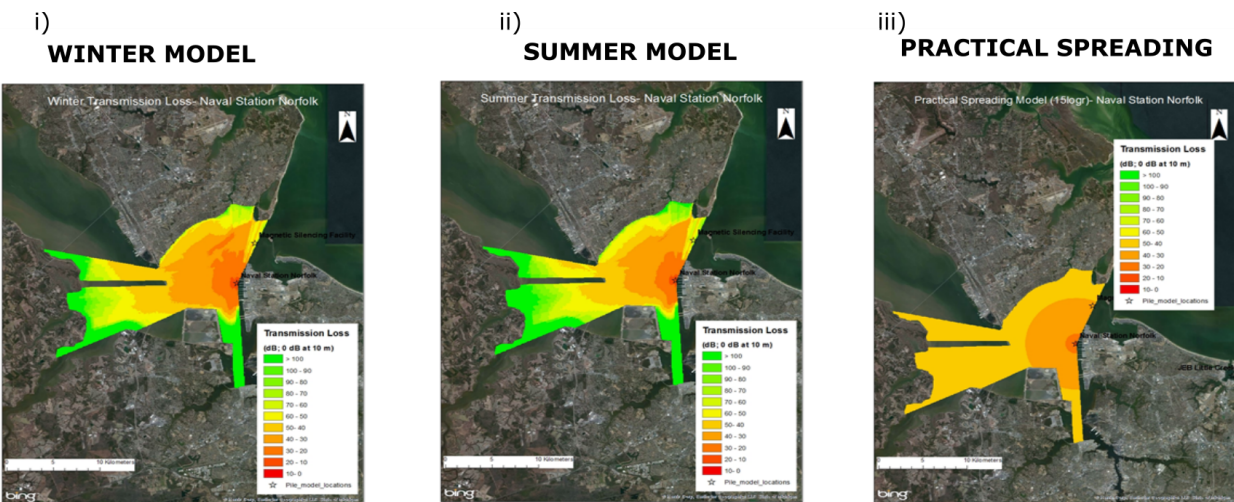 i)
WINTER MODEL
ii)
SUMMER MODEL
iii)
PRACTICAL SPREADING
Winter Transmission Loss- Naval Station Norfolk
N
Magnetic Silencing Facility
Naval Station Norfolk
Transmission Loss
(dB; 0 dB at 10 m)
> 100
100 - 90
90 - 80
80 - 70
70 - 60
60 - 50
50- 40
40 - 30
30 - 20
20 - 10
10- 0
Pile_model_locations
0 5 10 Kilometers
bing
Summer Transmission Loss- Naval Station Norfolk
N
Magnetic Silencing Facility
Naval Station Norfolk
Transmission Loss
(dB; 0 dB at 10 m)
> 100
100 - 90
90 - 80
80 - 70
70 - 60
60 - 50
50- 40
40 - 30
30 - 20
20 - 10
10- 0
Pile_model_locations
0 5 10 Kilometers
bing
Practical Spreading Model (15logr)- Naval Station Norfolk
N
Transmission Loss
(dB; 0 dB at 10 m)
> 100
100 - 90
90 - 80
80 - 70
70 - 60
60 - 50
50- 40
40 - 30
30 - 20
20 - 10
10- 0
Pile_model_locations
Naval Station Norfolk
JEB Little Cree
0 5 10 Kilometers
bing